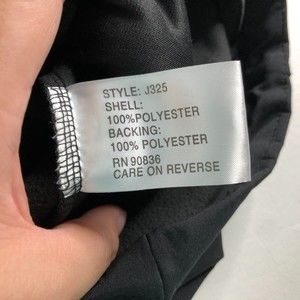 STYLE: J325
SHELL:
100%POLYESTER
BACKING:
100% POLYESTER
RN 90836
CARE ON REVERSE